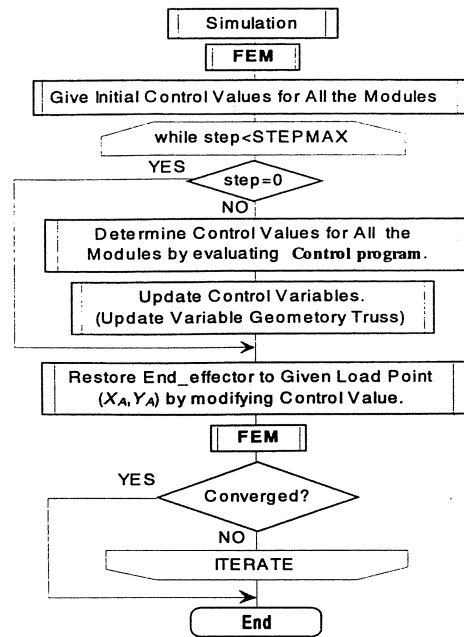 Simulation
FEM
Give Initial Control Values for All the Modules
while step<STEPMAX
YES
step=0
NO
Determine Control Values for All the
Modules by evaluating Control program.
Update Control Variables.
(Update Variable Geometory Truss)
Restore End_effector to Given Load Point
(XA,YA) by modifying Control Value.
FEM
YES
Converged?
NO
ITERATE
End